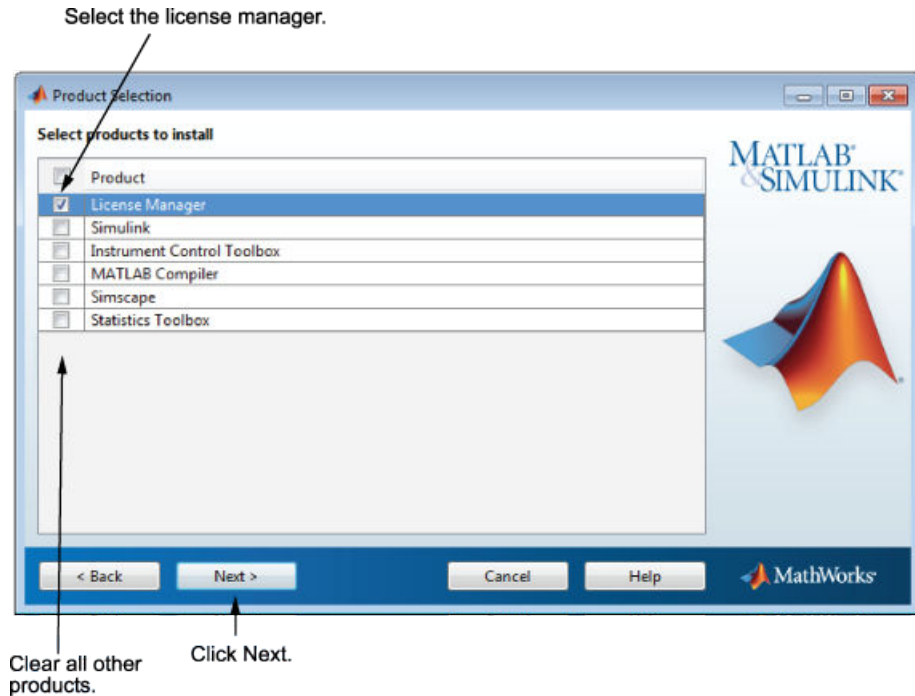 Select the license manager.
Product Selection
Select products to install
Product
License Manager
Simulink
Instrument Control Toolbox
MATLAB Compiler
Simscape
Statistics Toolbox
MATLAB®
&SIMULINK®
< Back
Next >
Cancel
Help
MathWorks®
Clear all other
products.
Click Next.